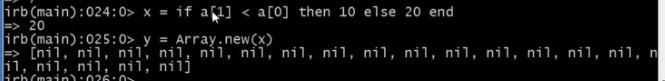 irb(main):024:0> x = if a[1] < a[0] then 10 else 20 end
=> 20
irb(main):025:0> y = Array.new(x)
=> [nil, nil, nil, nil, nil, nil, nil, nil, nil, nil, nil, nil, nil, nil, nil, n
il, nil, nil, nil, nil]
irb(main):026:0>